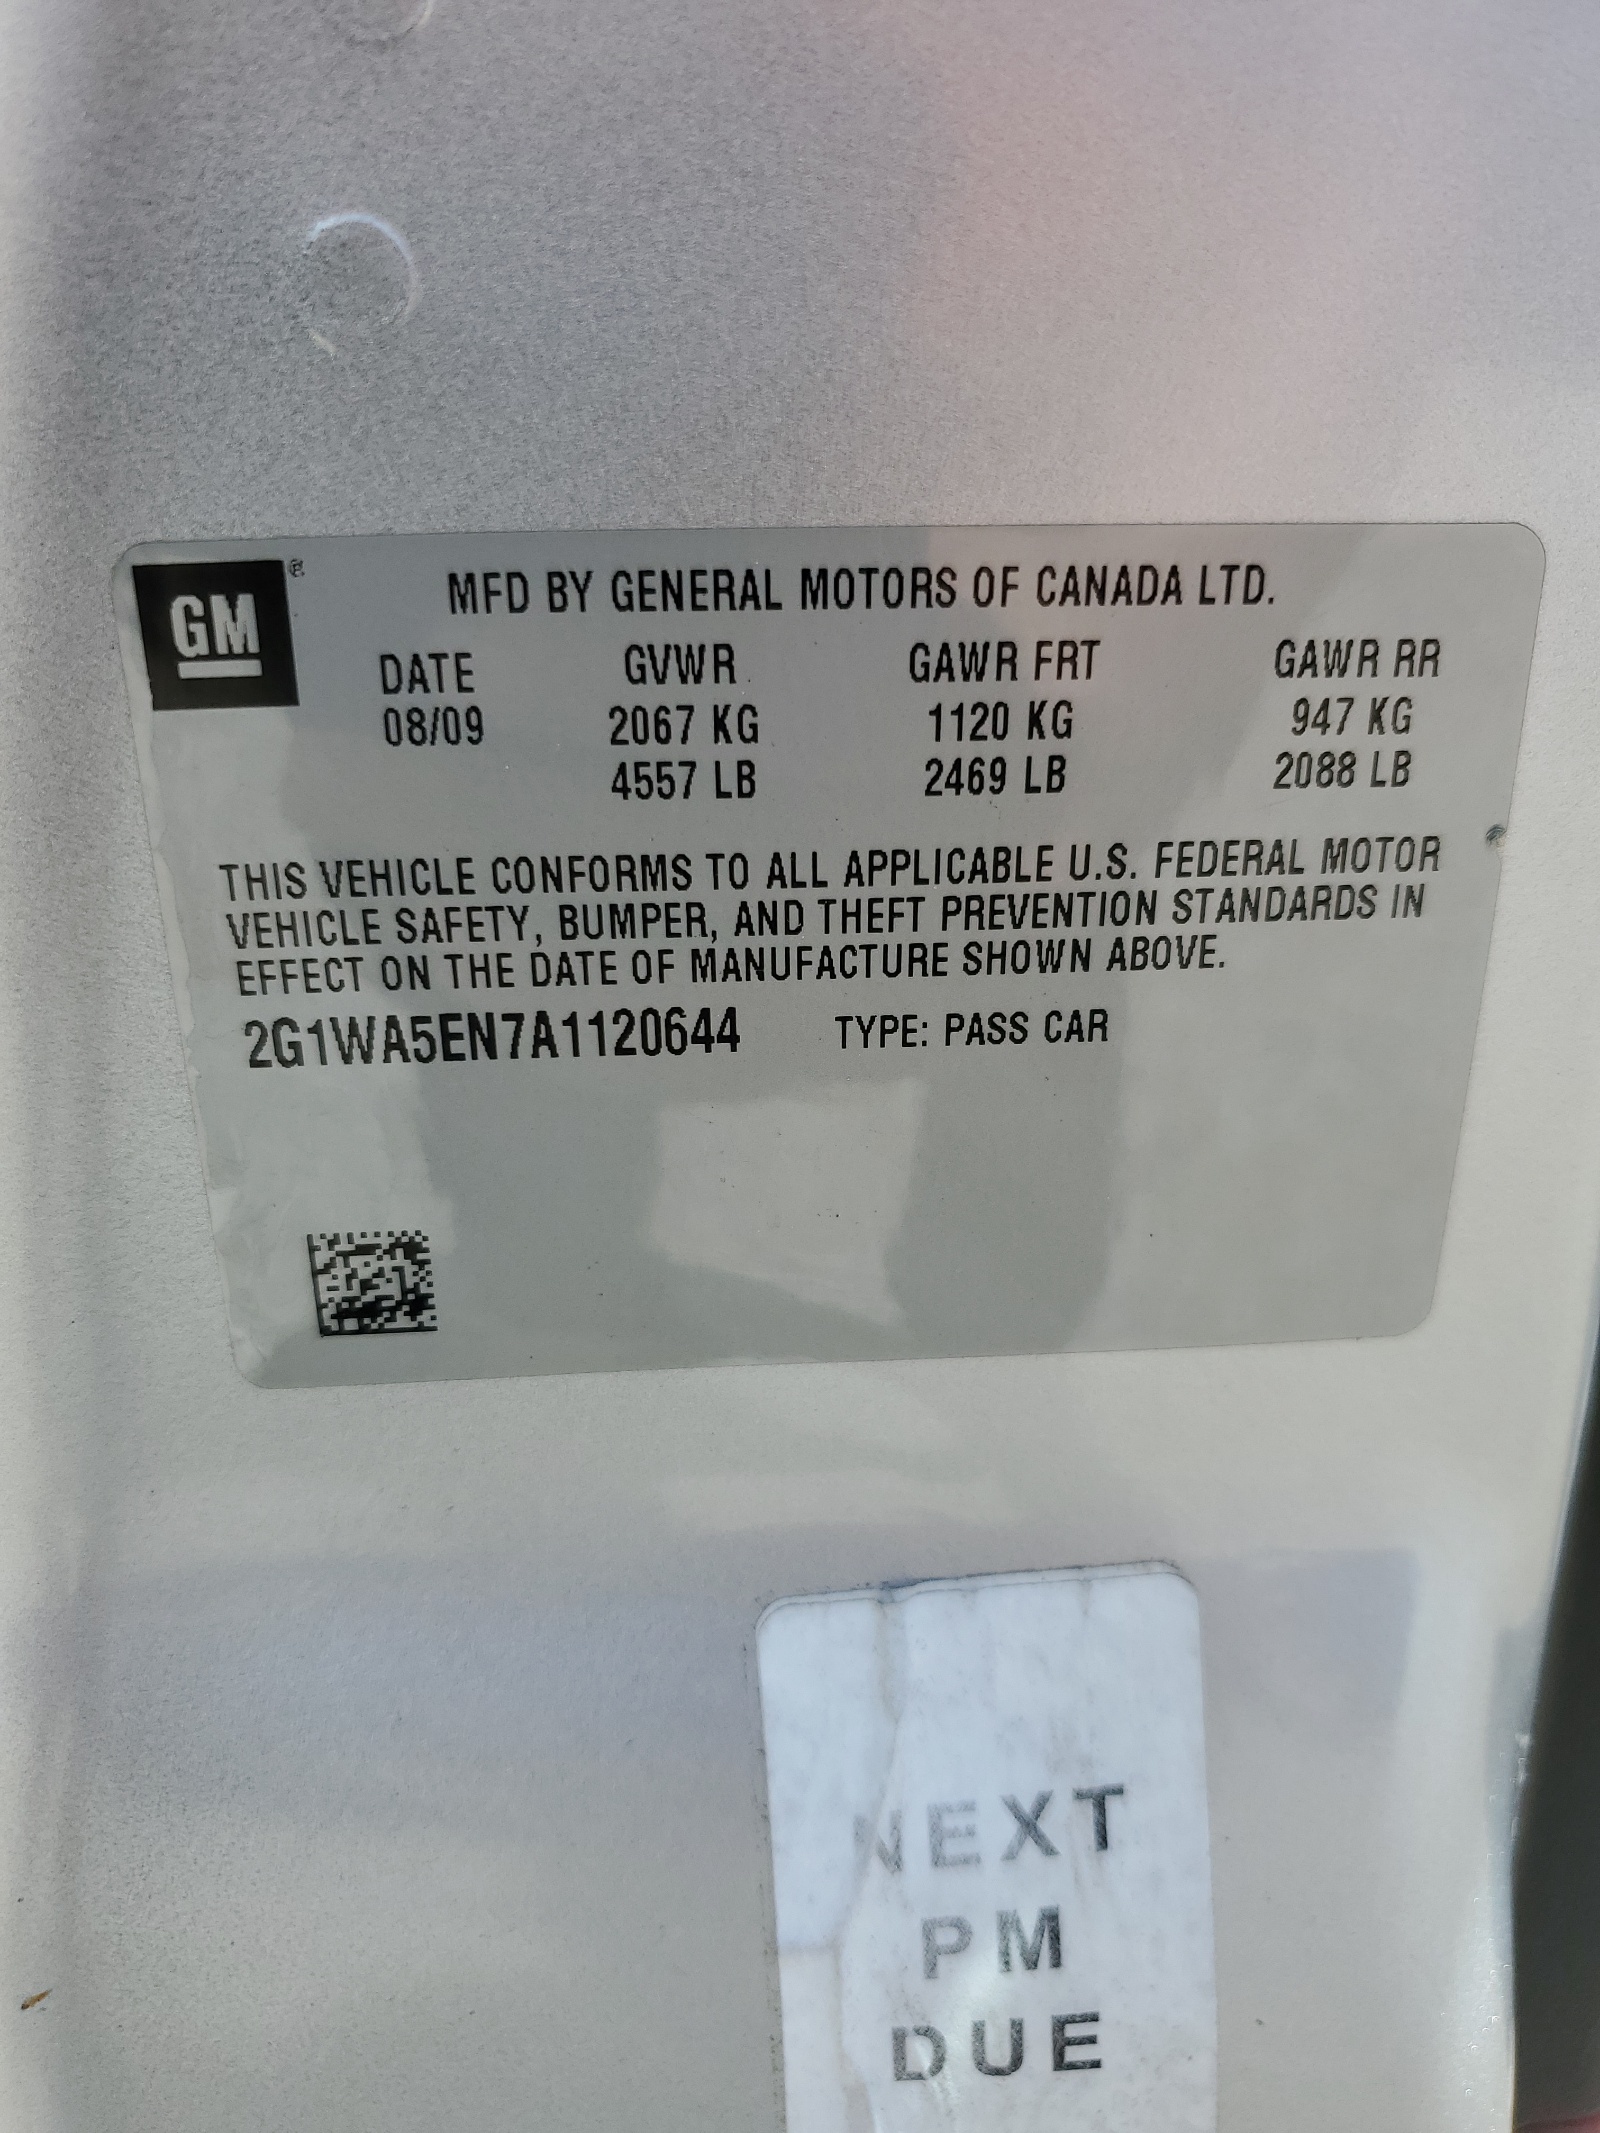 GM®
MFD BY GENERAL MOTORS OF CANADA LTD.
DATE GVWR GAWR FRT GAWR RR
08/09 2067 KG 1120 KG 947 KG
4557 LB 2469 LB 2088 LB
THIS VEHICLE CONFORMS TO ALL APPLICABLE U.S. FEDERAL MOTOR
VEHICLE SAFETY, BUMPER, AND THEFT PREVENTION STANDARDS IN
EFFECT ON THE DATE OF MANUFACTURE SHOWN ABOVE.
2G1WA5EN7A1120644 TYPE: PASS CAR
NEXT
PM
DUE